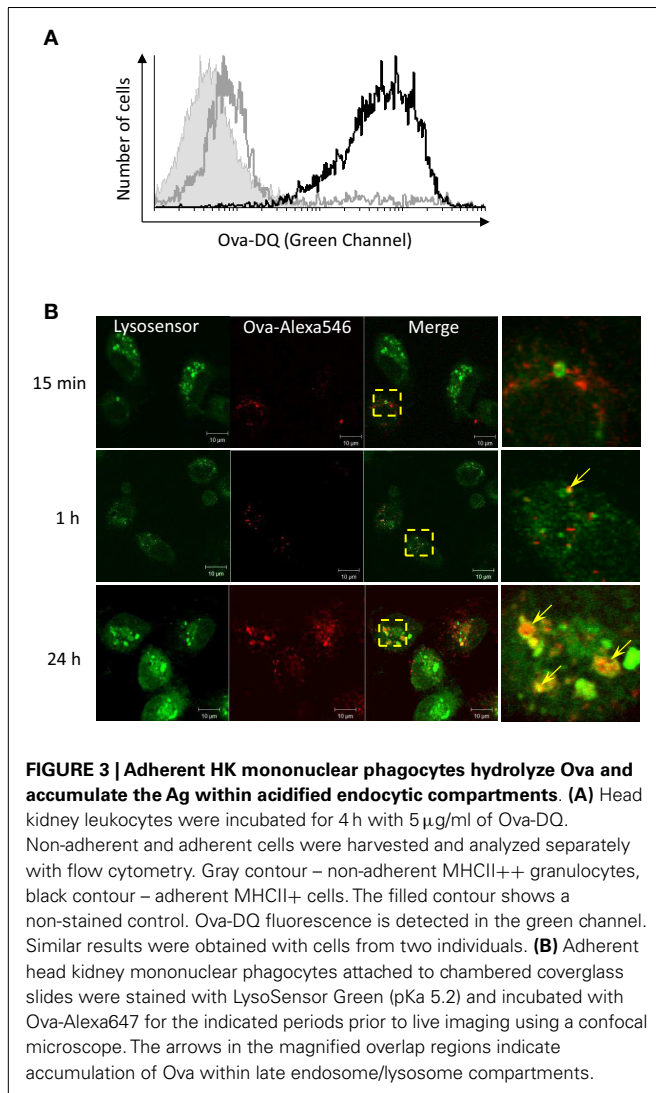 A
Number of cells
Ova-DQ (Green Channel)
B
Lysosensor Ova-Alexa546 Merge
15 min
10 µm 10 µm 10 µm
1 h
10 µm 10 µm 10 µm
24 h
10 µm 10 µm 10 µm
FIGURE 3 | Adherent HK mononuclear phagocytes hydrolyze Ova and
accumulate the Ag within acidified endocytic compartments. (A) Head
kidney leukocytes were incubated for 4 h with 5 µg/ml of Ova-DQ.
Non-adherent and adherent cells were harvested and analyzed separately
with flow cytometry. Gray contour – non-adherent MHCII++ granulocytes,
black contour – adherent MHCII+ cells. The filled contour shows a
non-stained control. Ova-DQ fluorescence is detected in the green channel.
Similar results were obtained with cells from two individuals. (B) Adherent
head kidney mononuclear phagocytes attached to chambered coverglass
slides were stained with LysoSensor Green (pKa 5.2) and incubated with
Ova-Alexa647 for the indicated periods prior to live imaging using a confocal
microscope. The arrows in the magnified overlap regions indicate
accumulation of Ova within late endosome/lysosome compartments.